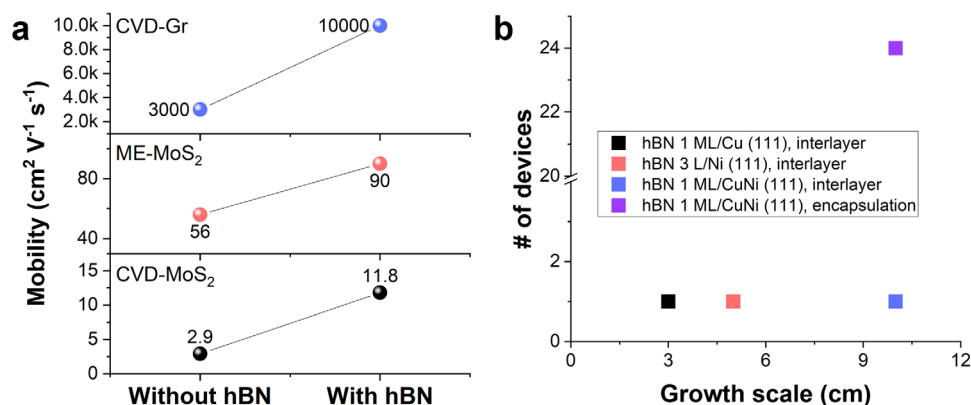 a
CVD-Gr
Mobility (cm² V⁻¹ s⁻¹)
10.0k
8.0k
6.0k
4.0k
2.0k
3000
10000
ME-MoS₂
80
40
56
90
CVD-MoS₂
15
10
5
0
2.9
11.8
Without hBN
With hBN
b
# of devices
24
22
20
2
1
0
hBN 1 ML/Cu (111), interlayer
hBN 3 L/Ni (111), interlayer
hBN 1 ML/CuNi (111), interlayer
hBN 1 ML/CuNi (111), encapsulation
0
3
6
9
12
Growth scale (cm)